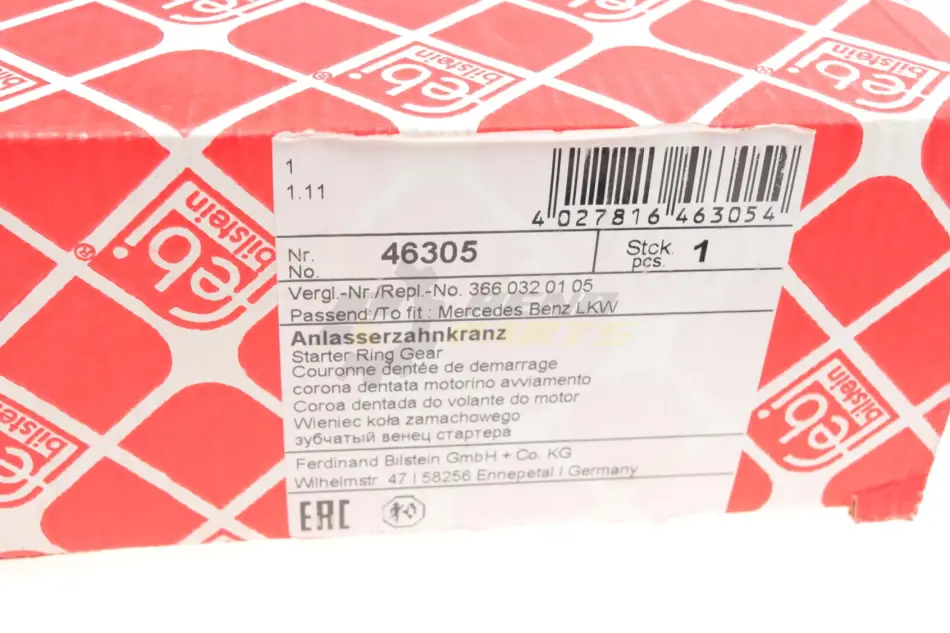 febi
bilstein
febi
bilstein
febi
bilstein
1
1.11
4 027816 463054
Nr.
No.
46305
Stck.
pcs.
1
Vergl.-Nr./Repl.-No. 366 032 01 05
Passend:/To fit : Mercedes Benz LKW
Anlasserzahnkranz
Starter Ring Gear
Couronne dentée de demarrage
corona dentata motorino avviamento
Coroa dentada do volante do motor
Wieniec koła zamachowego
зубчатый венец стартера
Ferdinand Bilstein GmbH + Co. KG
Wilhelmstr. 47 | 58256 Ennepetal | Germany
EAC
febi
bilstein
febi
bilstein